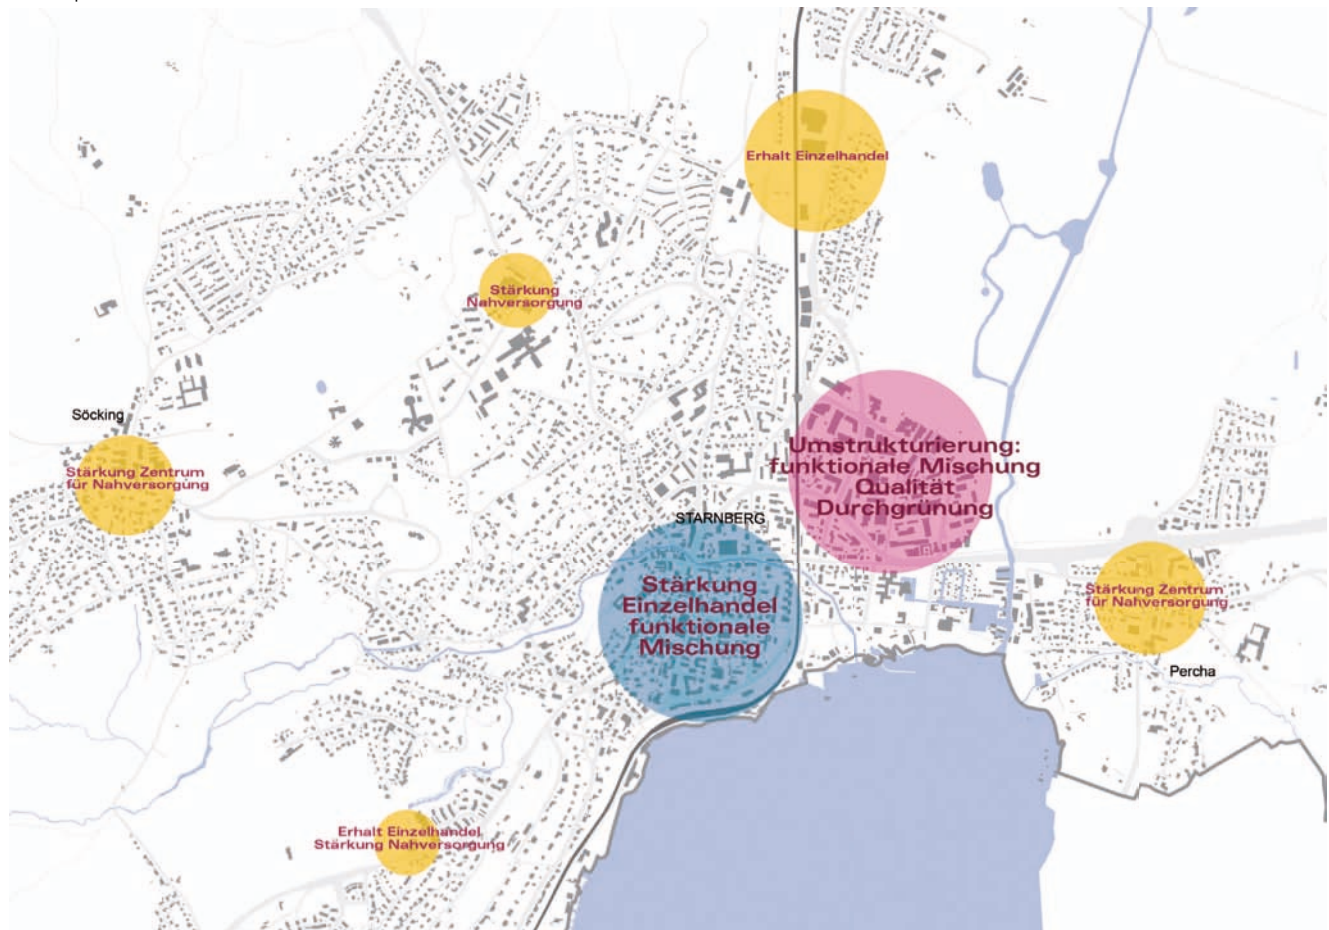 Erhalt Einzelhandel
Stärkung
Nahversorgung
Söcking
Stärkung Zentrum
für Nahversorgung
Umstrukturierung:
funktionale Mischung
Qualität
Durchgrünung
STARNBERG
Stärkung
Einzelhandel
funktionale
Mischung
Stärkung Zentrum
für Nahversorgung
Percha
Erhalt Einzelhandel
Stärkung Nahversorgung